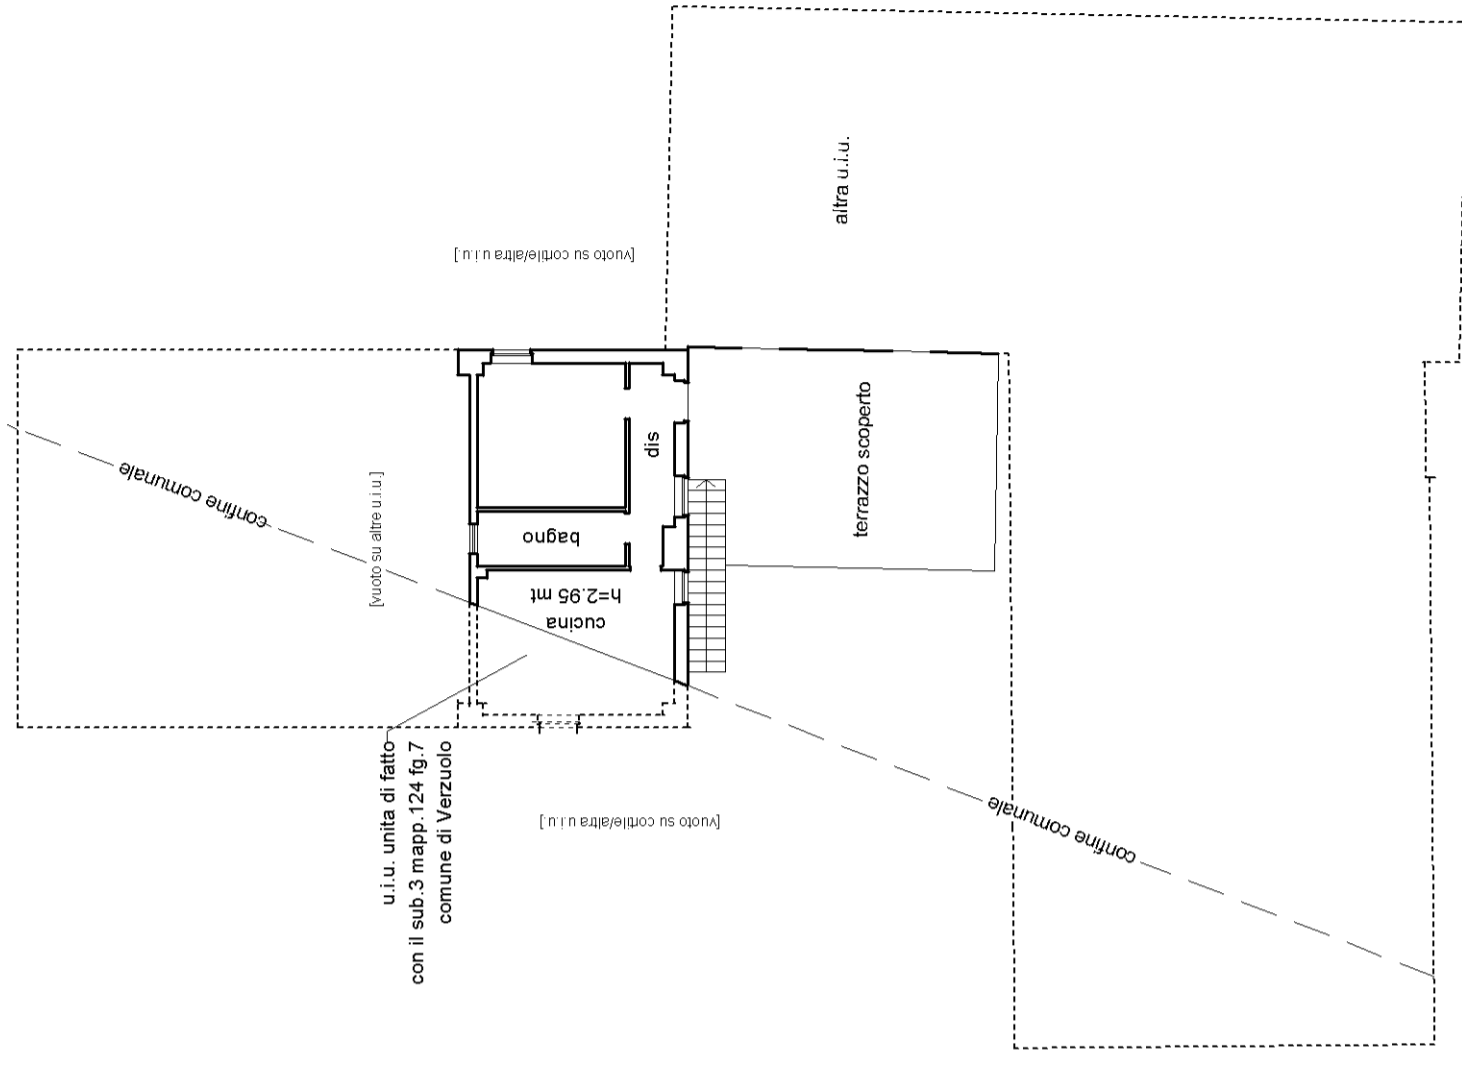 altra u.i.u.
[vuoto su cortile/altra u.i.u.]
confine comunale
[vuoto su altre u.i.u.]
dis
terrazzo scoperto
bagno
cucina
h=2.95 mt
u.i.u. unita di fatto
con il sub.3 mapp.124 fg.7
comune di Verzuolo
[vuoto su cortile/altra u.i.u.]
confine comunale